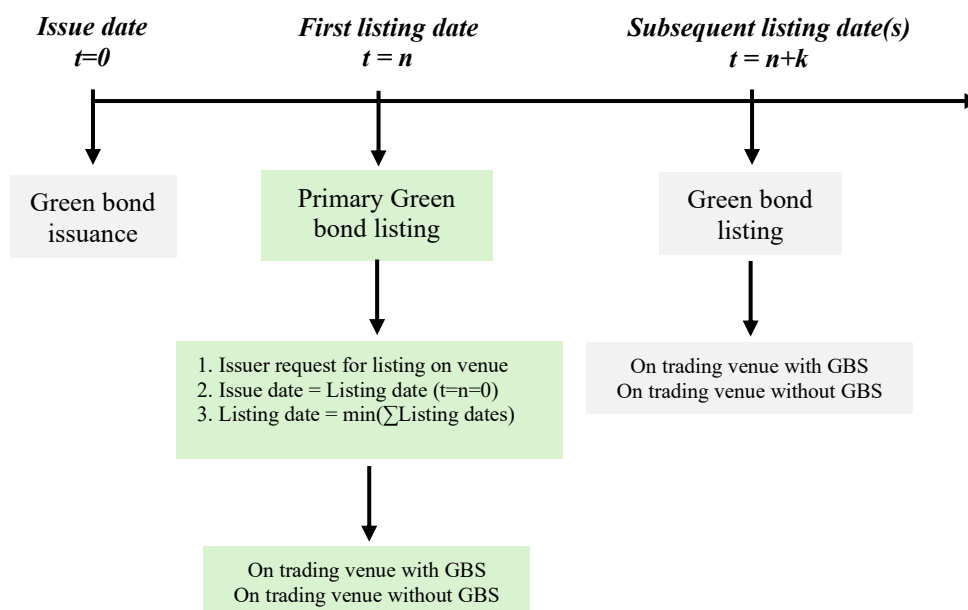 Issue date
t=0
First listing date
t = n
Subsequent listing date(s)
t = n+k
Green bond
issuance
Primary Green
bond listing
Green bond
listing
1. Issuer request for listing on venue
2. Issue date = Listing date (t=n=0)
3. Listing date = min(∑Listing dates)
On trading venue with GBS
On trading venue without GBS
On trading venue with GBS
On trading venue without GBS